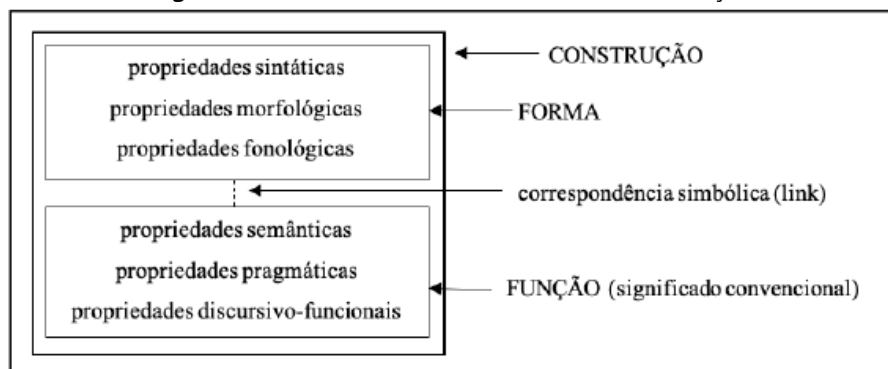 propriedades sintáticas
propriedades morfológicas
propriedades fonológicas
CONSTRUÇÃO
FORMA
correspondência simbólica (link)
propriedades semânticas
propriedades pragmáticas
propriedades discursivo-funcionais
FUNÇÃO (significado convencional)